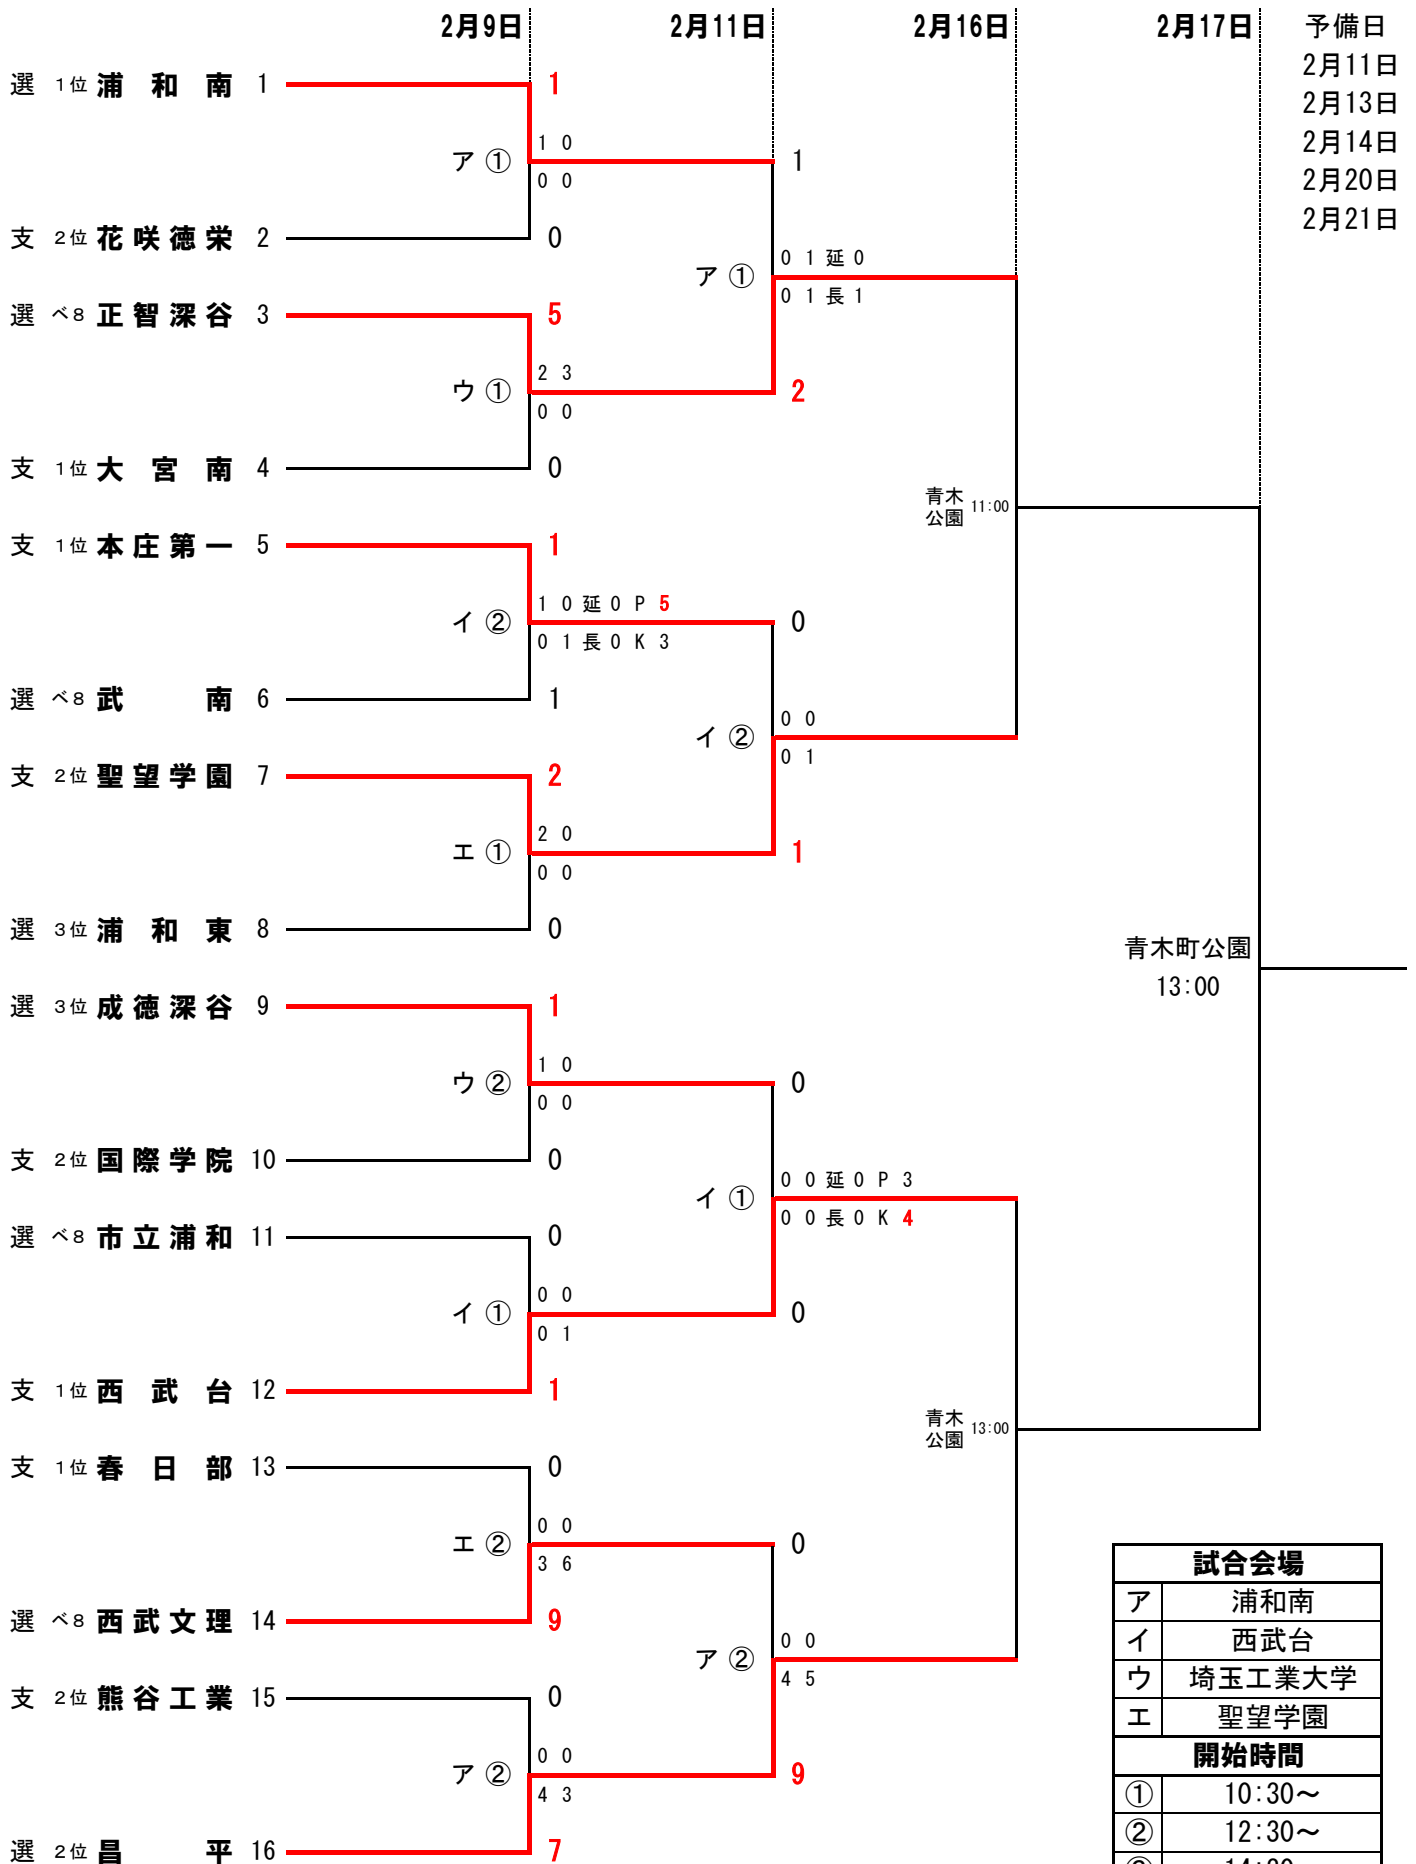 2月9日 2月11日 2月16日 2月17日 予備日
2月11日
選 1位 浦和南 1 1
2月13日
1 0
ア ① 1
2月14日
0 0
2月20日
2月21日
支 2位 花咲徳栄 2 0
0 1 延 0
ア ①
0 1 長 1
選 ベ8 正智深谷 3 5
2 3
ウ ① 2
0 0
支 1位 大宮南 4 0
青木
公園 11:00
支 1位 本庄第一 5 1
1 0 延 0 P 5
イ ② 0
0 1 長 0 K 3
選 ベ8 武南 6 1
0 0
イ ②
0 1
支 2位 聖望学園 7 2
2 0
エ ① 1
0 0
選 3位 浦和東 8 0
青木町公園
13:00
選 3位 成徳深谷 9 1
1 0
ウ ② 0
0 0
支 2位 国際学院 10 0
0 0 延 0 P 3
イ ①
0 0 長 0 K 4
選 ベ8 市立浦和 11 0
0 0
イ ① 0
0 1
支 1位 西武台 12 1
青木
公園 13:00
支 1位 春日部 13 0
0 0
エ ② 0
3 6
選 ベ8 西武文理 14 9
0 0
ア ②
4 5
支 2位 熊谷工業 15 0
0 0
ア ② 9
4 3
選 2位 昌平 16 7
試合会場
ア 浦和南
イ 西武台
ウ 埼玉工業大学
エ 聖望学園
開始時間
① 10:30～
② 12:30～